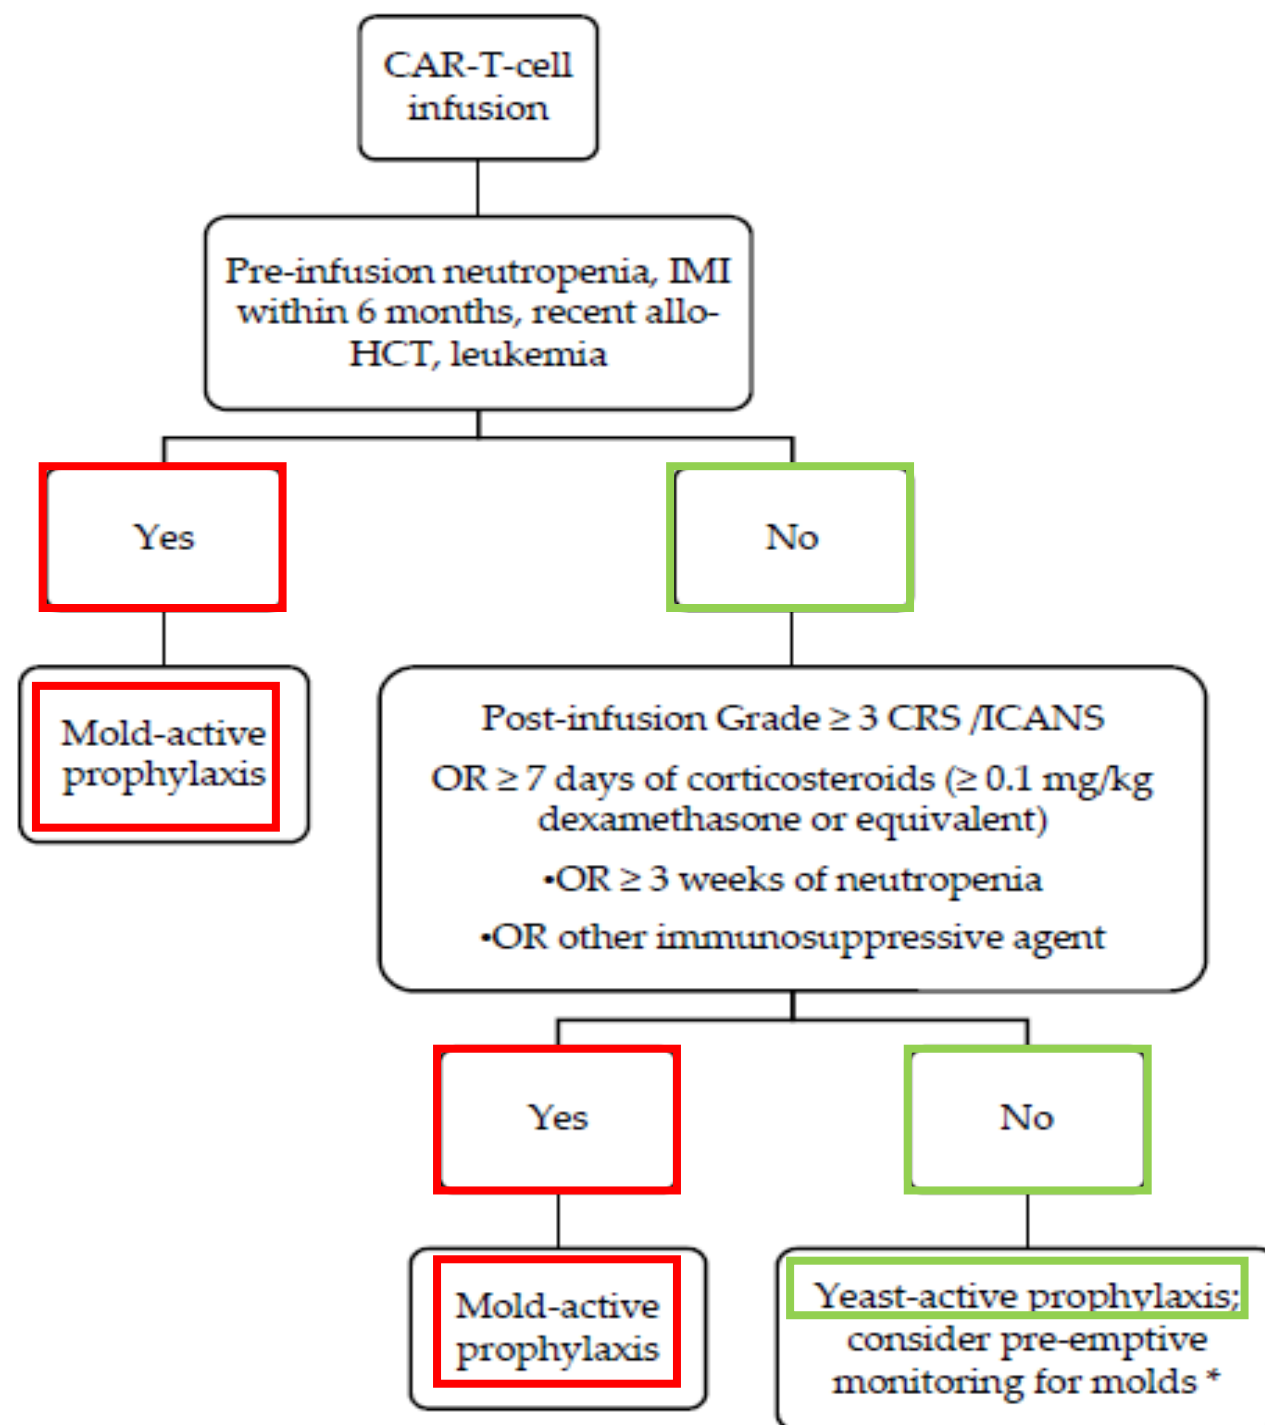 CAR-T-cell
infusion
Pre-infusion neutropenia, IMI
within 6 months, recent allo-
HCT, leukemia
Yes
No
Mold-active
prophylaxis
Post-infusion Grade ≥ 3 CRS /ICANS
OR ≥ 7 days of corticosteroids (≥ 0.1 mg/kg
dexamethasone or equivalent)
•OR ≥ 3 weeks of neutropenia
•OR other immunosuppressive agent
Yes
No
Mold-active
prophylaxis
Yeast-active prophylaxis;
consider pre-emptive
monitoring for molds *